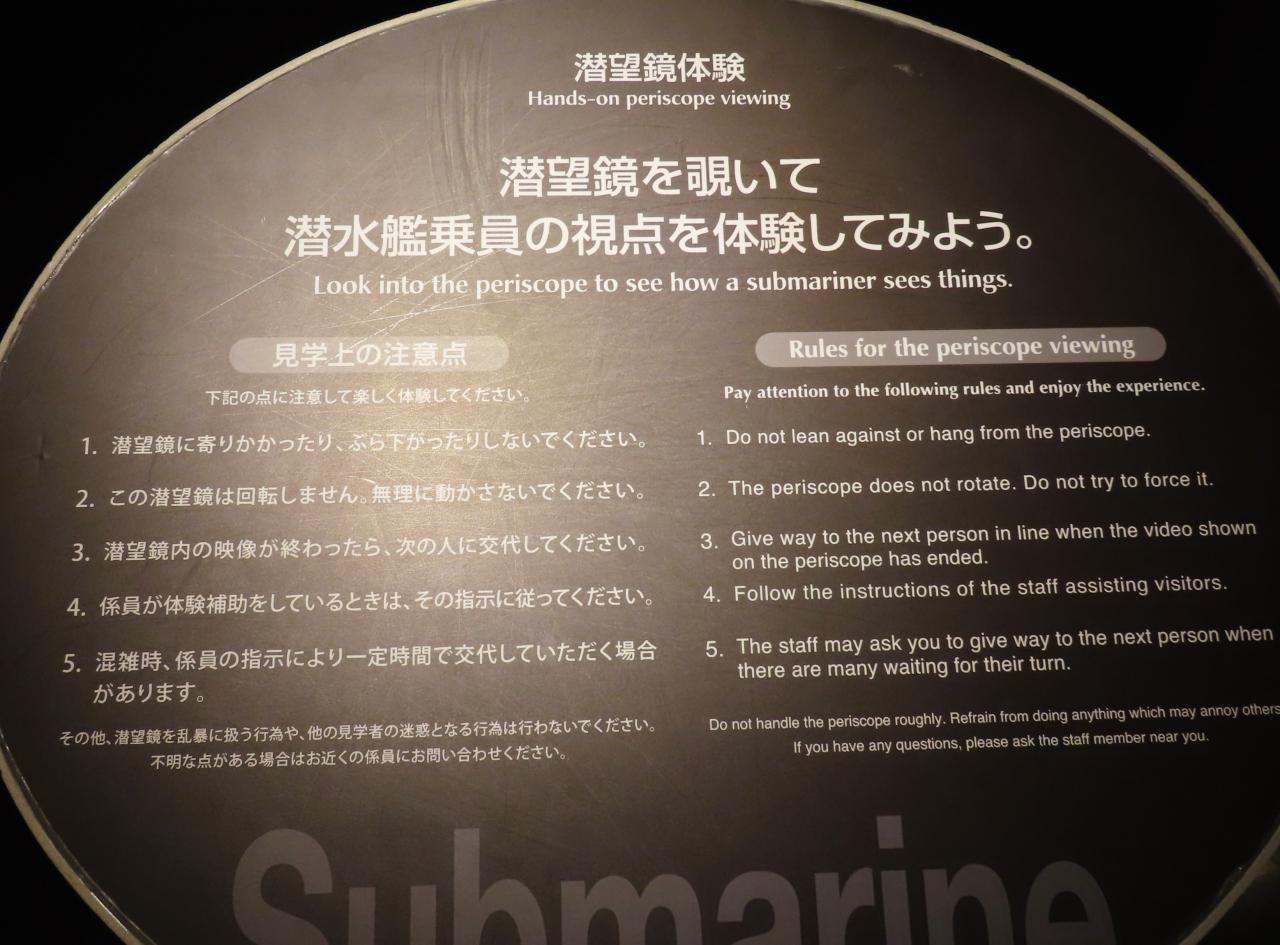 潜望鏡体験
Hands-on periscope viewing
潜望鏡を覗いて
潜水艦乗員の視点を体験してみよう。
Look into the periscope to see how a submariner sees things.
見学上の注意点
下記の点に注意して楽しく体験してください。
1. 潜望鏡に寄りかかったり、ぶら下がったりしないでください。
2. この潜望鏡は回転しません。無理に動かさないでください。
3. 潜望鏡内の映像が終わったら、次の人に交代してください。
4. 係員が体験補助をしているときは、その指示に従ってください。
5. 混雑時、係員の指示により一定時間で交代していただく場合
があります。
その他、潜望鏡を乱暴に扱う行為や、他の見学者の迷惑となる行為は行わないでください。
不明な点がある場合はお近くの係員にお問い合わせください。
Rules for the periscope viewing
Pay attention to the following rules and enjoy the experience.
1. Do not lean against or hang from the periscope.
2. The periscope does not rotate. Do not try to force it.
3. Give way to the next person in line when the video shown
on the periscope has ended.
4. Follow the instructions of the staff assisting visitors.
5. The staff may ask you to give way to the next person when
there are many waiting for their turn.
Do not handle the periscope roughly. Refrain from doing anything which may annoy others
If you have any questions, please ask the staff member near you.
Submarine